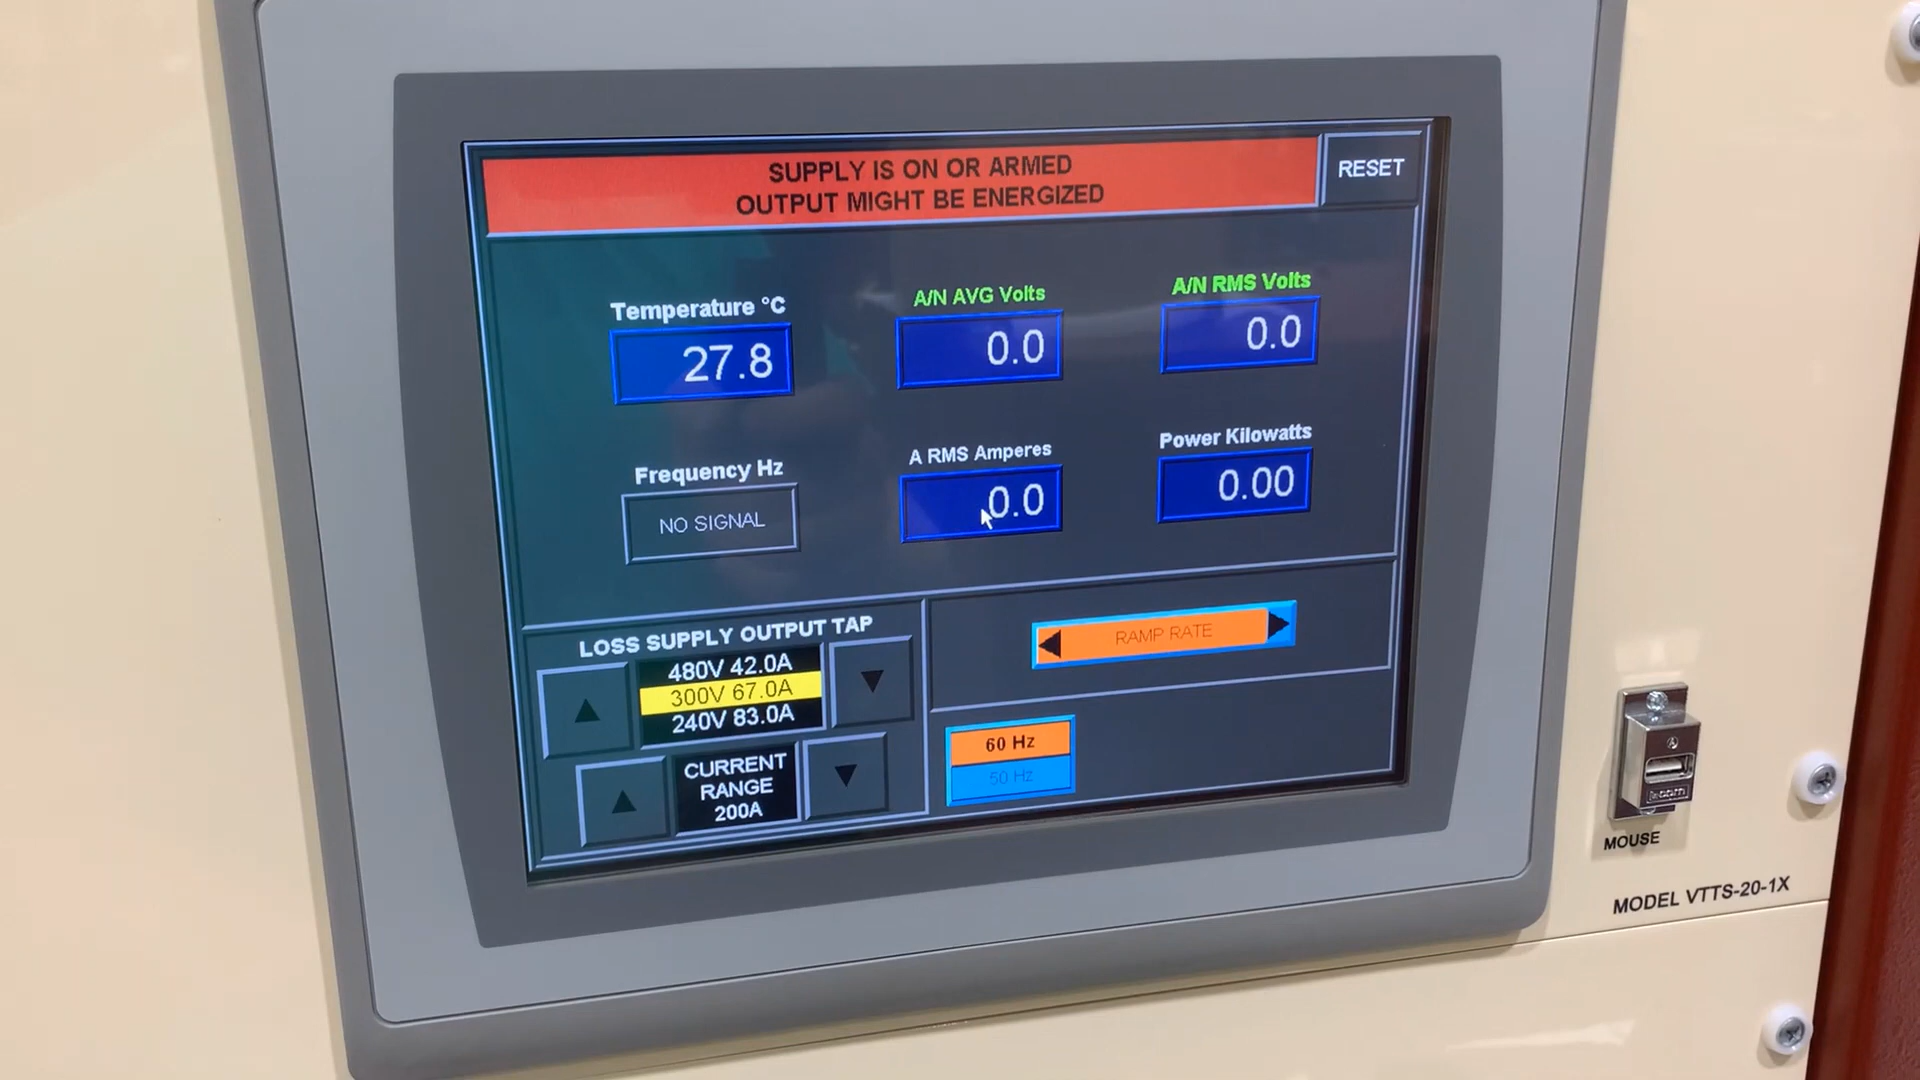 SUPPLY IS ON OR ARMED
OUTPUT MIGHT BE ENERGIZED
RESET
Temperature °C
27.8
A/N AVG Volts
0.0
A/N RMS Volts
0.0
Frequency Hz
NO SIGNAL
A RMS Amperes
0.0
Power Kilowatts
0.00
LOSS SUPPLY OUTPUT TAP
480V 42.0A
300V 67.0A
240V 83.0A
CURRENT
RANGE
200A
RAMP RATE
60 Hz
50 Hz
MOUSE
MODEL VTTS-20-1X